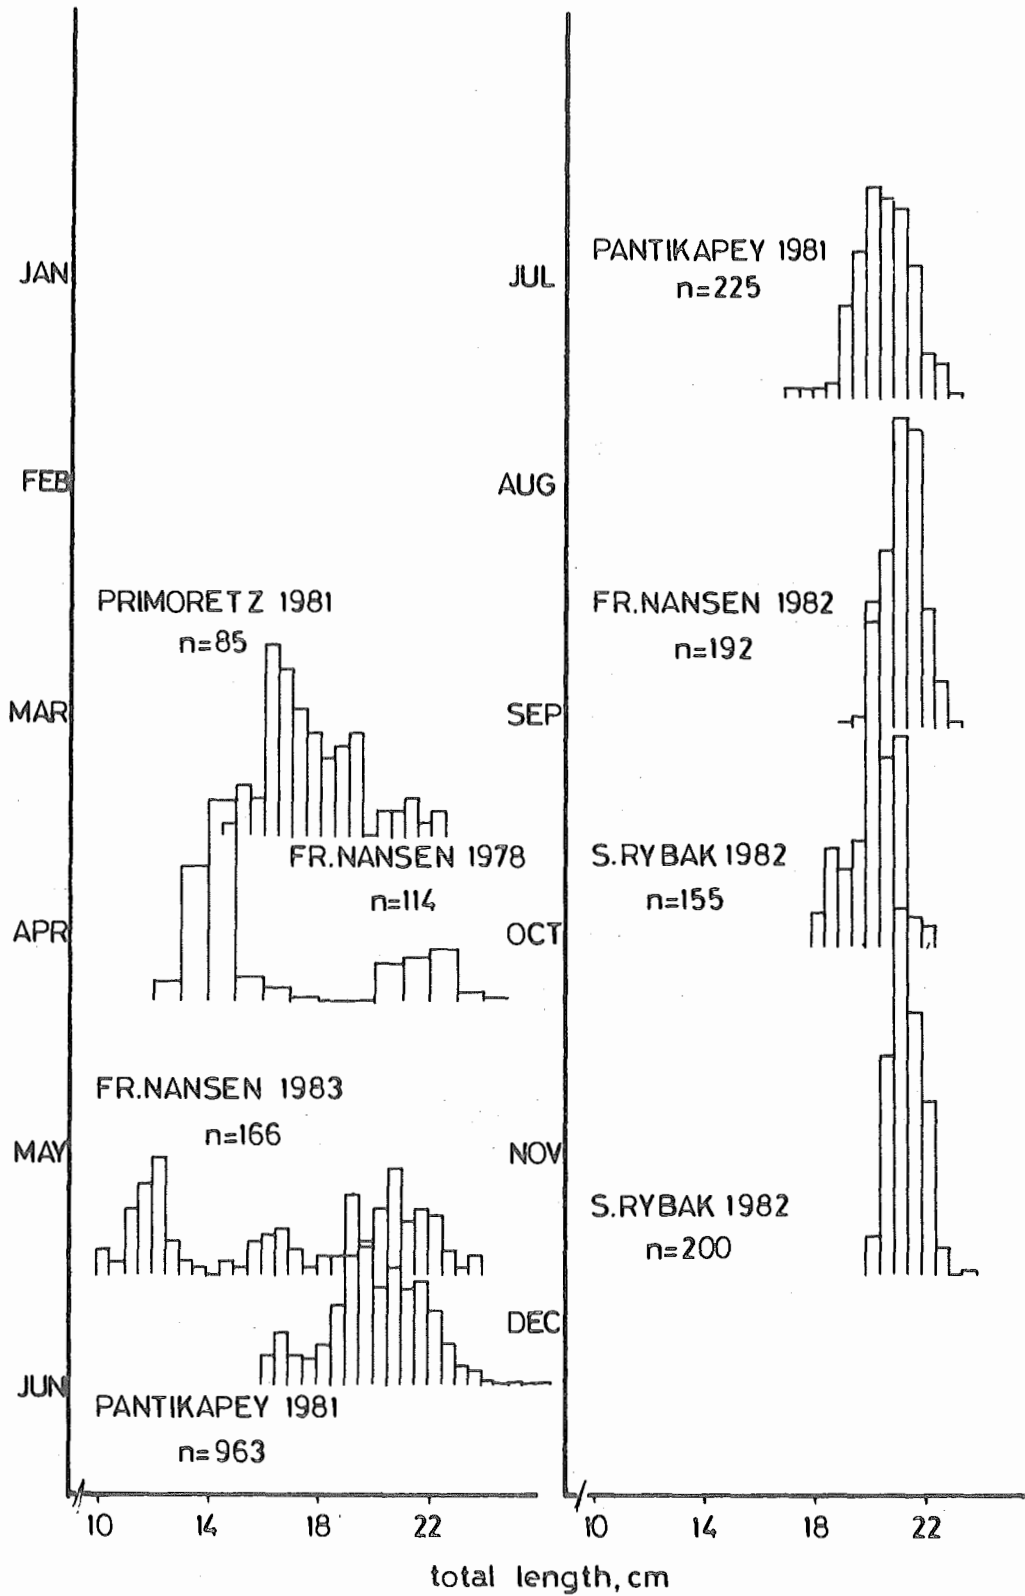 JAN
FEB
PRIMORETZ 1981
n=85
MAR
FR.NANSEN 1978
n=114
APR
FR.NANSEN 1983
n=166
MAY
JUN
PANTIKAPEY 1981
n=963
10 14 18 22
PANTIKAPEY 1981
JUL
n=225
AUG
FR.NANSEN 1982
n=192
SEP
S.RYBAK 1982
n=155
OCT
NOV
S.RYBAK 1982
n=200
DEC
10 14 18 22
total length, cm